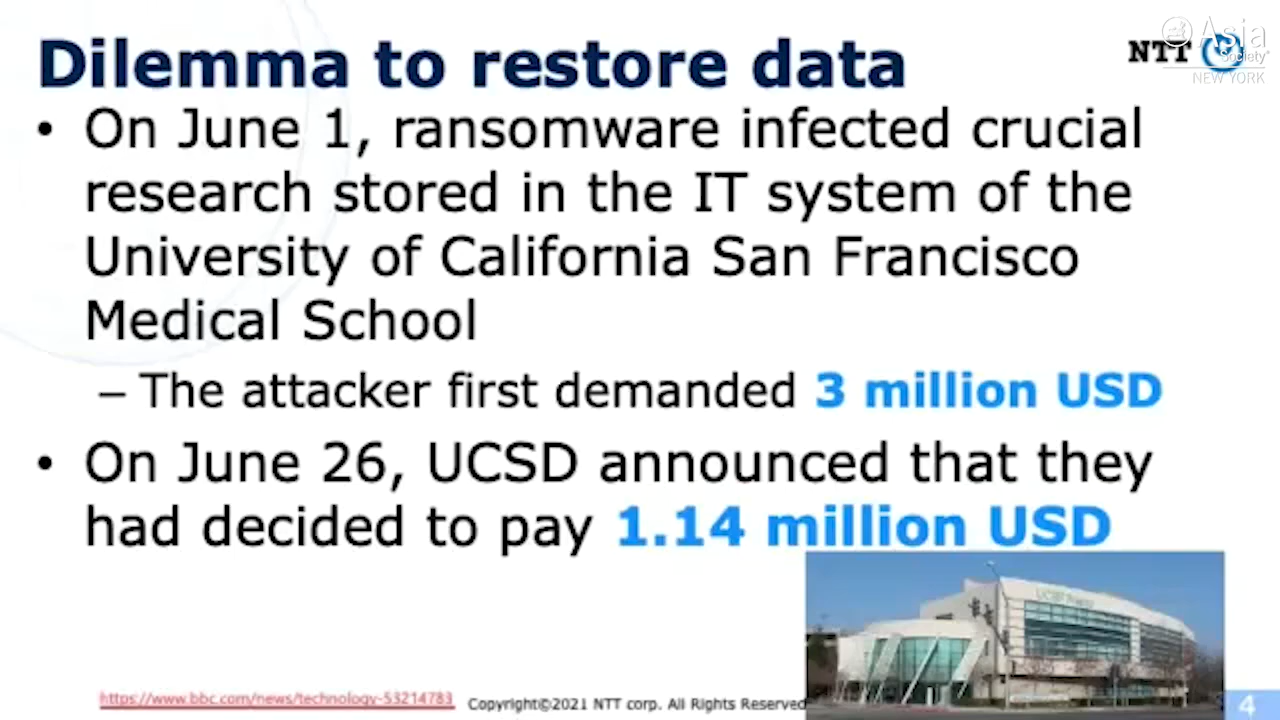 Dilemma to restore data
NTT
Asia
Society
NEW YORK
• On June 1, ransomware infected crucial
research stored in the IT system of the
University of California San Francisco
Medical School
– The attacker first demanded 3 million USD
• On June 26, UCSD announced that they
had decided to pay 1.14 million USD
https://www.bbc.com/news/technology-53214783
Copyright©2021 NTT corp. All Rights Reserved
4